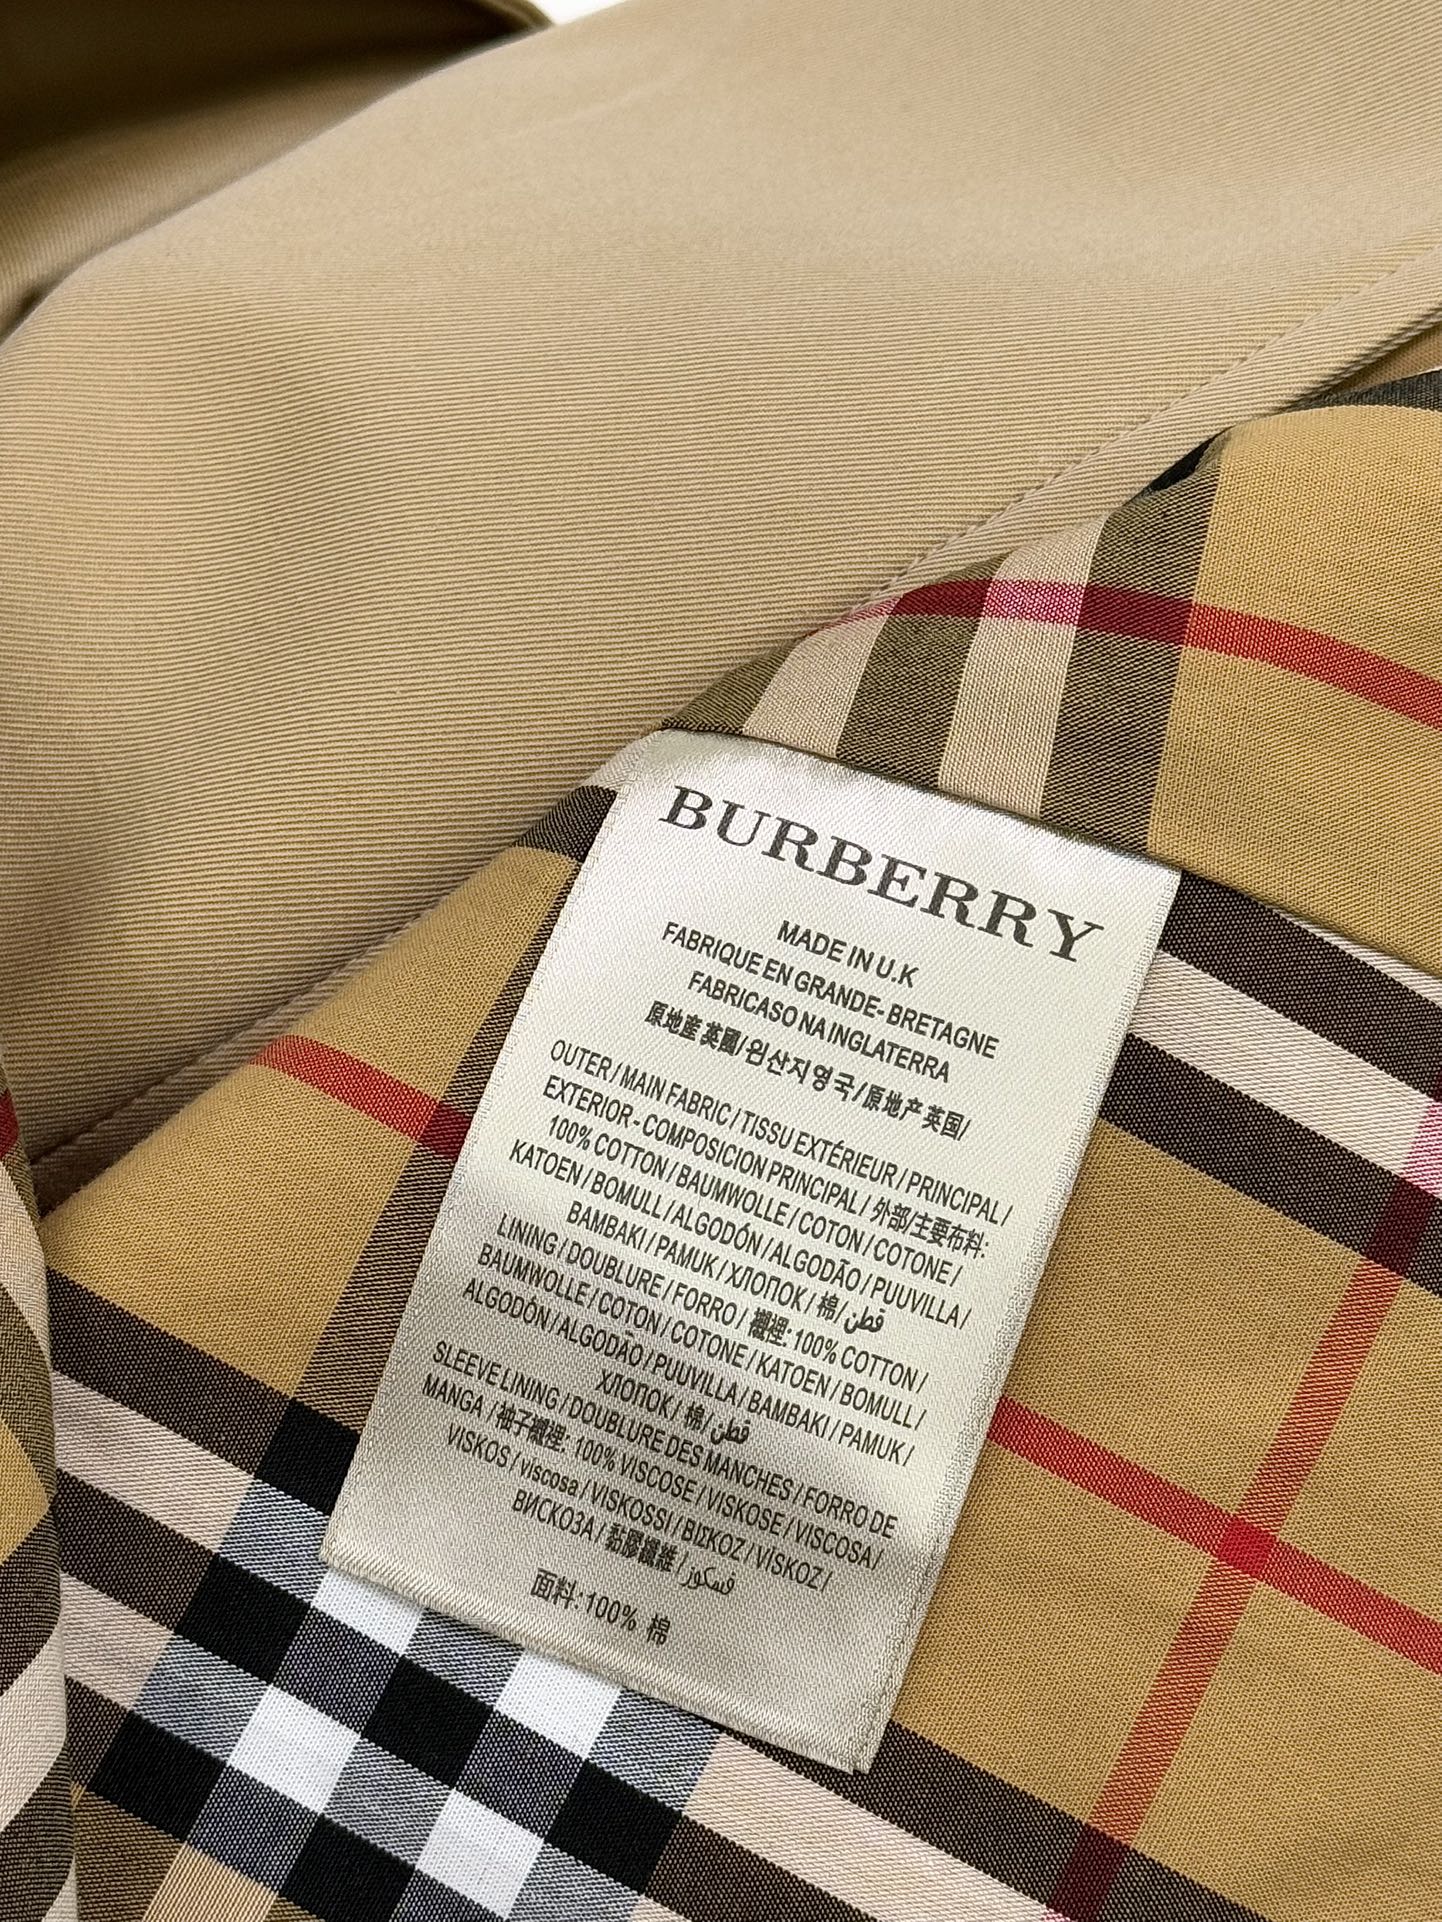 BURBERRY
MADE IN U.K
FABRIQUE EN GRANDE-BRETAGNE
FABRICASO NA INGLATERRA
原地産 英國/원산지 영국/原地产 英国/
OUTER / MAIN FABRIC / TISSU EXTÉRIEUR / PRINCIPAL /
EXTERIOR - COMPOSICION PRINCIPAL / 外部/主要布料:
100% COTTON / BAUMWOLLE / COTON / COTONE /
KATOEN / BOMULL / ALGODÓN / ALGODÃO / PUUVILLA /
BAMBAKI / PAMUK / ХЛОПОК / 棉 / قطن
LINING / DOUBLURE / FORRO / 襯裡: 100% COTTON /
BAUMWOLLE / COTON / COTONE / KATOEN / BOMULL /
ALGODÓN / ALGODÃO / PUUVILLA / BAMBAKI / PAMUK /
ХЛОПОК / 棉 / قطن
SLEEVE LINING / DOUBLURE DES MANCHES / FORRO DE
MANGA / 袖子襯裡: 100% VISCOSE / VISKOSE / VISCOSA /
VISKOS / viscosa / VISKOSSI / ΒΙΣΚΟΖ / VİSKOZ /
ВИСКОЗА / 黏膠纖維 / فسكوز
面料: 100% 棉